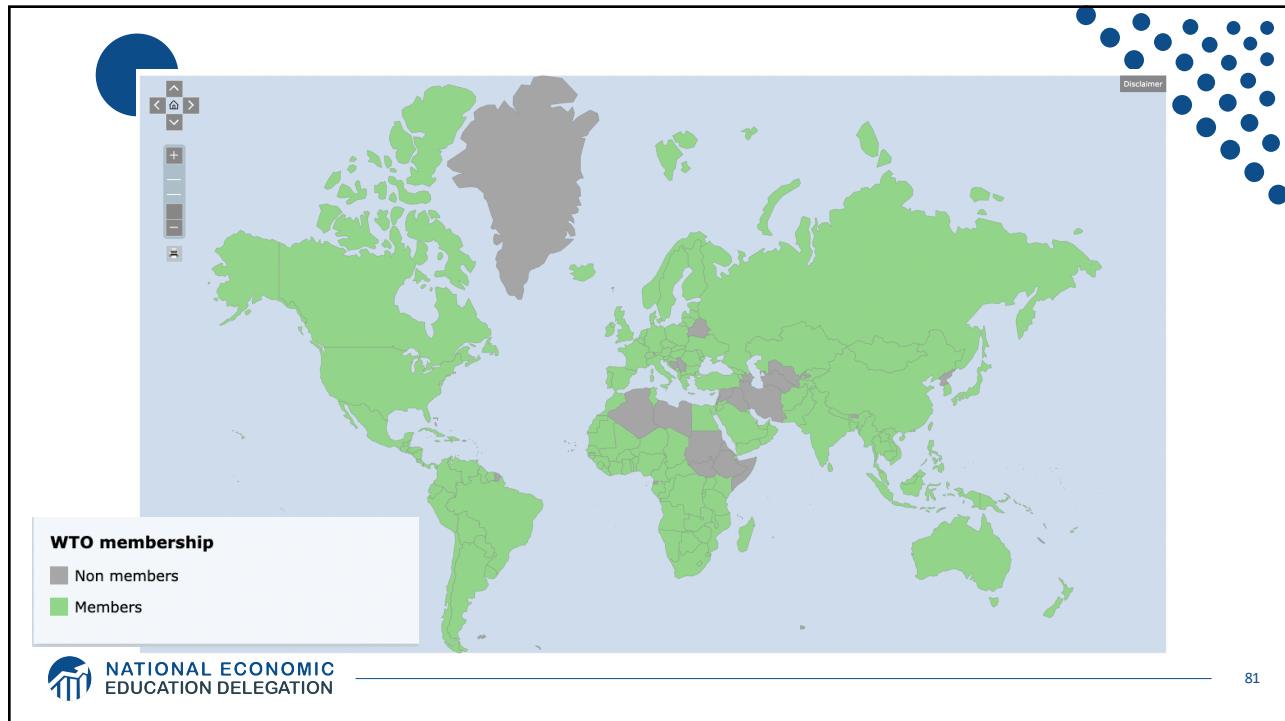 Disclaimer
+
−
WTO membership
Non members
Members
NATIONAL ECONOMIC
EDUCATION DELEGATION
81